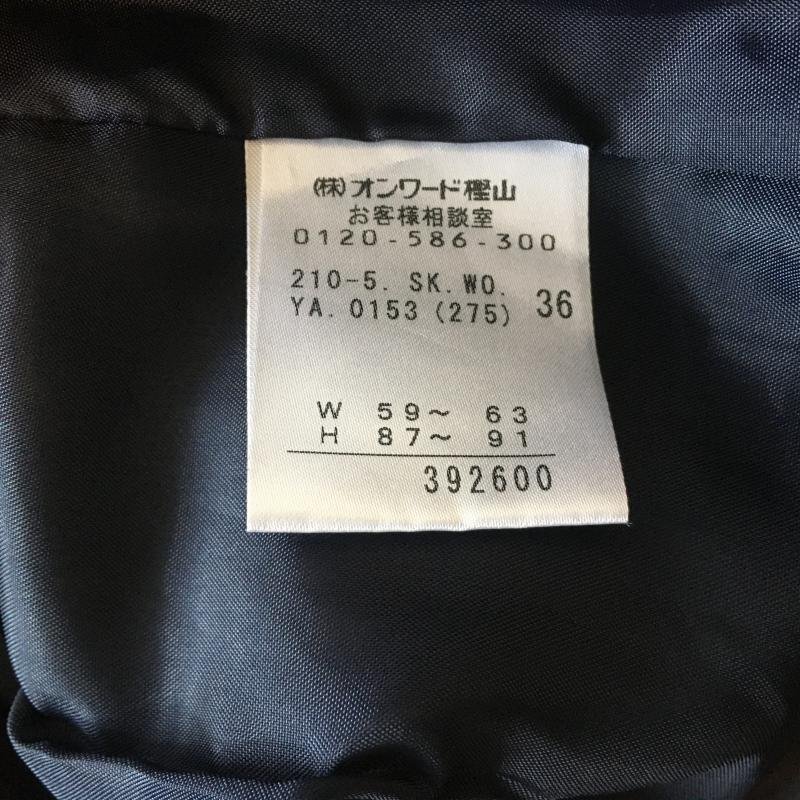 (株)オンワード樫山
お客様相談室
0120-586-300
210-5. SK.WO.
YA. 0153 (275) 36
W 59～ 63
H 87～ 91
392600